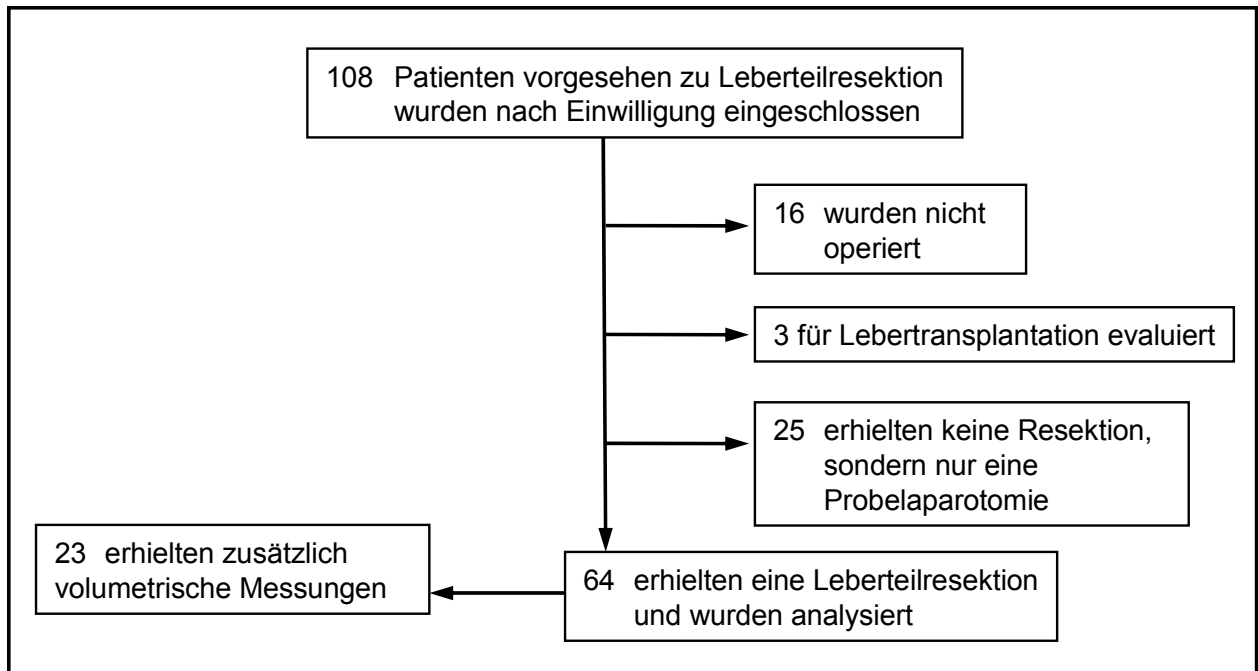 108 Patienten vorgesehen zu Leberteilresektion
wurden nach Einwilligung eingeschlossen
16 wurden nicht
operiert
3 für Lebertransplantation evaluiert
25 erhielten keine Resektion,
sondern nur eine
Probelaparotomie
23 erhielten zusätzlich
volumetrische Messungen
64 erhielten eine Leberteilresektion
und wurden analysiert